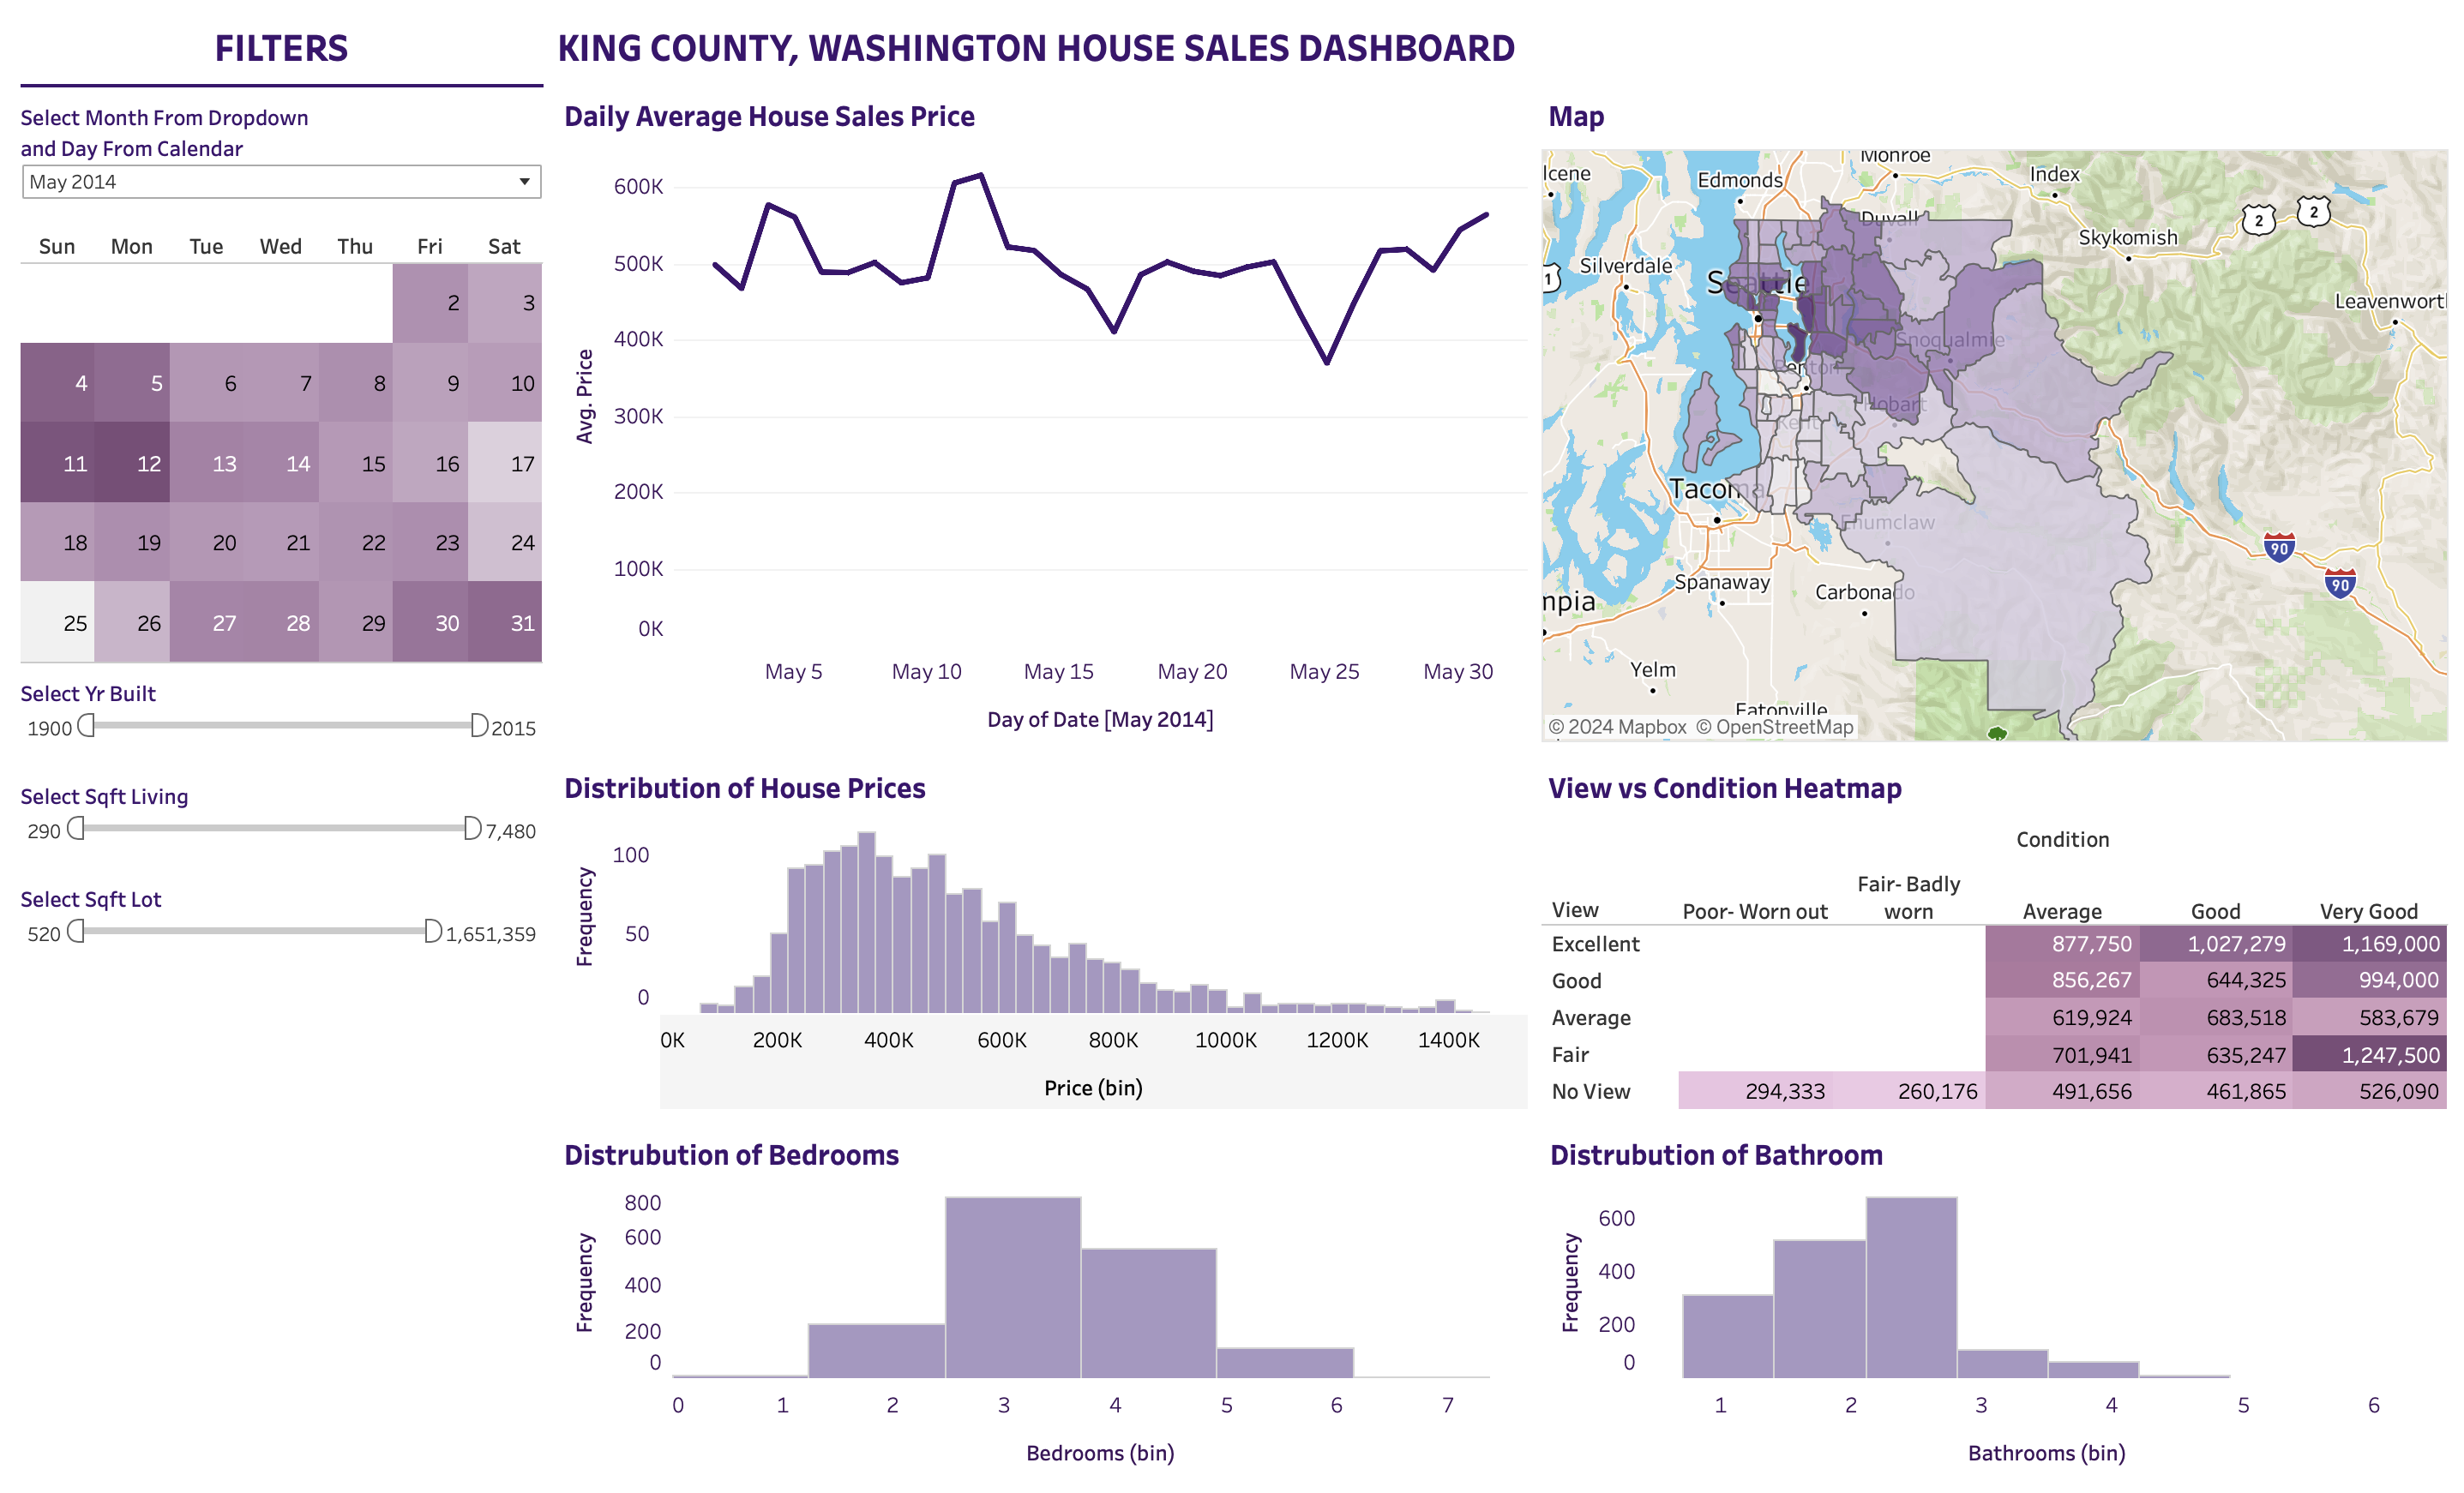 FILTERS
KING COUNTY, WASHINGTON HOUSE SALES DASHBOARD
Select Month From Dropdown
and Day From Calendar
May 2014
Sun Mon Tue Wed Thu Fri Sat
2 3
4 5 6 7 8 9 10
11 12 13 14 15 16 17
18 19 20 21 22 23 24
25 26 27 28 29 30 31
Select Yr Built
1900 2015
Select Sqft Living
290 7,480
Select Sqft Lot
520 1,651,359
Daily Average House Sales Price
Avg. Price
600K
500K
400K
300K
200K
100K
0K
May 5 May 10 May 15 May 20 May 25 May 30
Day of Date [May 2014]
Map
Monroe
lcene
Edmonds
Index
Duvall
2
2
Skykomish
Silverdale
1
Seattle
Leavenwort
Snoqualmie
Renton
Hobart
Kent
Tacoma
Enumclaw
90
Spanaway
Carbonado
90
mpia
Yelm
Eatonville
© 2024 Mapbox © OpenStreetMap
Distribution of House Prices
Frequency
100
50
0
0K 200K 400K 600K 800K 1000K 1200K 1400K
Price (bin)
View vs Condition Heatmap
Condition
Fair- Badly
View Poor- Worn out worn Average Good Very Good
Excellent 877,750 1,027,279 1,169,000
Good 856,267 644,325 994,000
Average 619,924 683,518 583,679
Fair 701,941 635,247 1,247,500
No View 294,333 260,176 491,656 461,865 526,090
Distrubution of Bedrooms
Frequency
800
600
400
200
0
0 1 2 3 4 5 6 7
Bedrooms (bin)
Distrubution of Bathroom
Frequency
600
400
200
0
1 2 3 4 5 6
Bathrooms (bin)